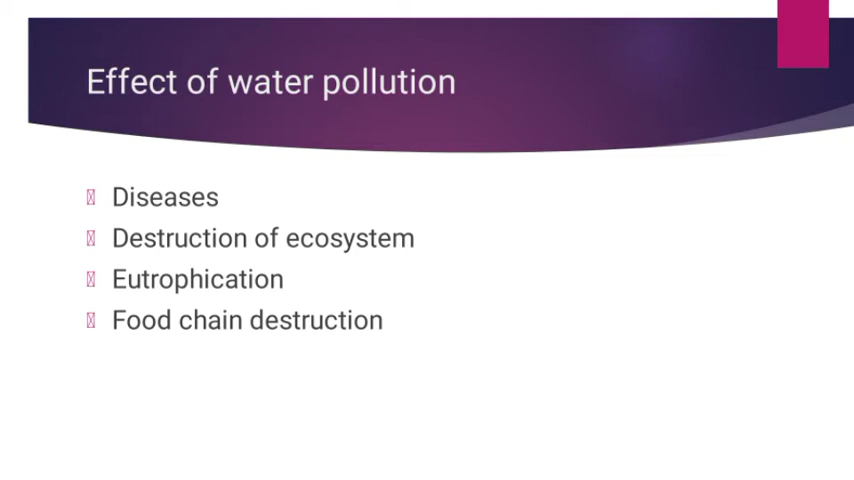 Effect of water pollution
Diseases
Destruction of ecosystem
Eutrophication
Food chain destruction